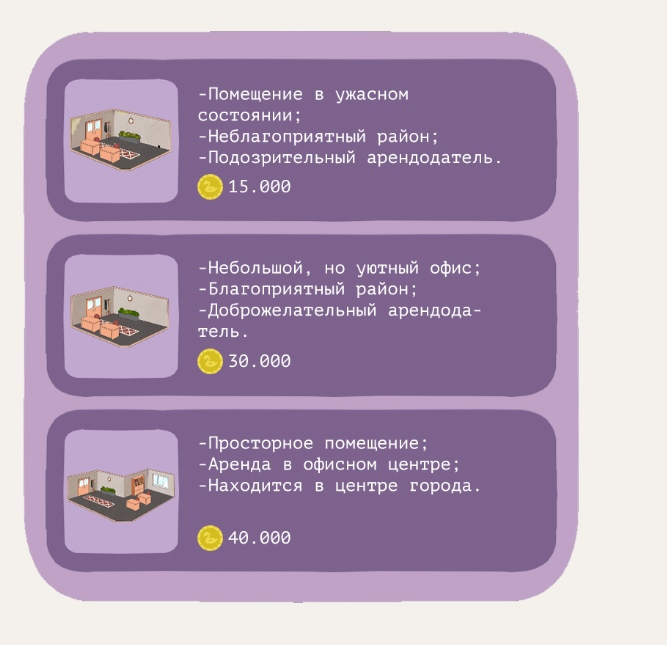 -Помещение в ужасном
состоянии;
-Неблагоприятный район;
-Подозрительный арендодатель.
15.000
-Небольшой, но уютный офис;
-Благоприятный район;
-Доброжелательный арендода-
тель.
30.000
-Просторное помещение;
-Аренда в офисном центре;
-Находится в центре города.
40.000